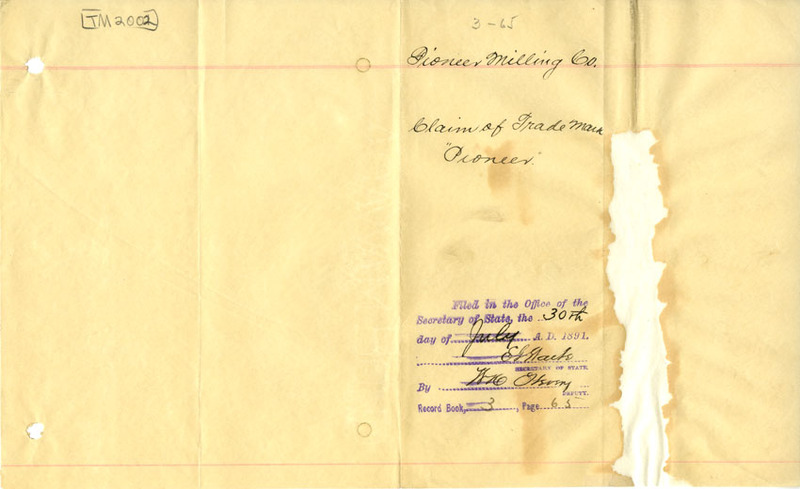 TM2002
3-65
Pioneer Milling Co.
Claim of Trade Mark
"Pioneer"
Filed in the Office of the
Secretary of State, the 30th
day of July A. D. 1891.
SECRETARY OF STATE.
By
DEPUTY.
Record Book, 3, Page 65